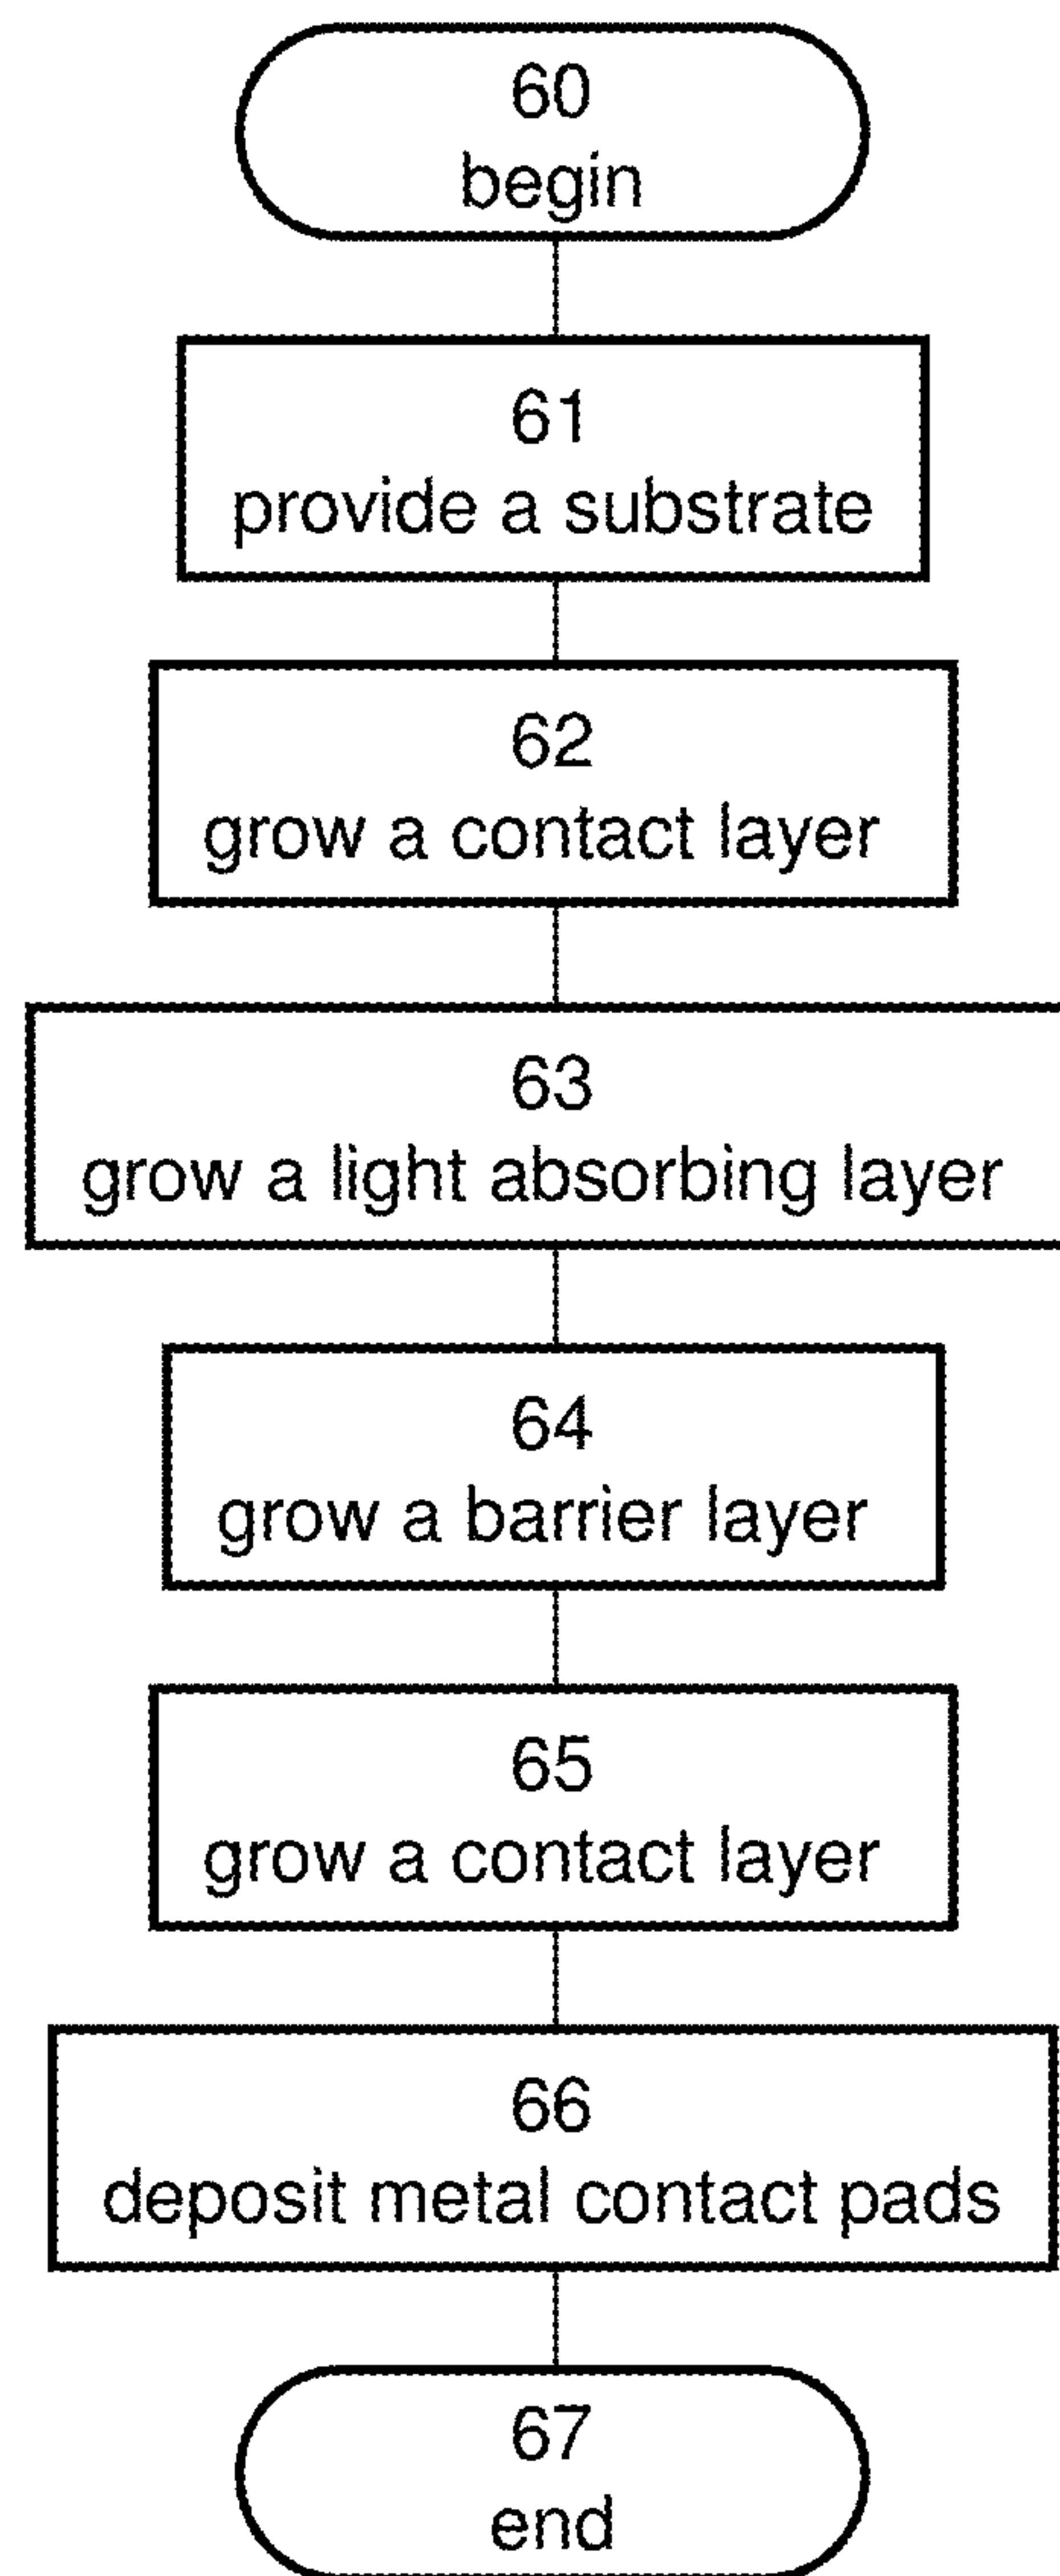 60
begin
61
provide a substrate
62
grow a contact layer
63
grow a light absorbing layer
64
grow a barrier layer
65
grow a contact layer
66
deposit metal contact pads
67
end